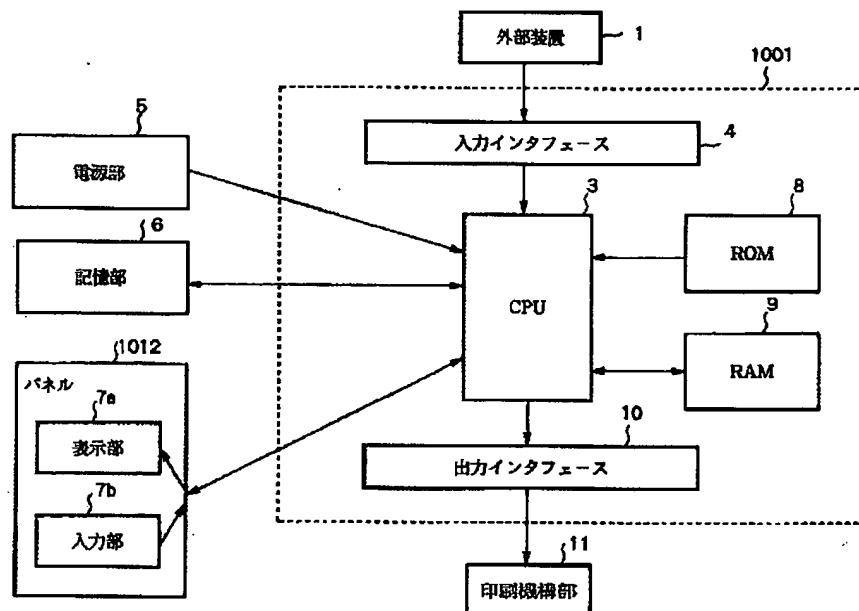 外部装置
1
1001
5
電源部
入力インタフェース
4
6
記憶部
3
CPU
8
ROM
9
RAM
1012
パネル
7a
表示部
7b
入力部
10
出力インタフェース
11
印刷機構部